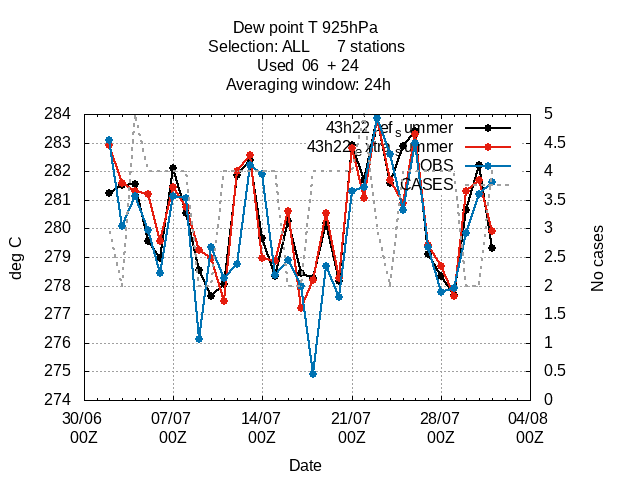 Dew point T 925hPa
Selection: ALL 7 stations
Used 06 + 24
Averaging window: 24h
284
283
282
281
280
279
278
277
276
275
274
5
4.5
4
3.5
3
2.5
2
1.5
1
0.5
0
deg C
No cases
43h22_ref_summer
43h22_extra_summer
OBS
CASES
30/06 07/07 14/07 21/07 28/07 04/08
00Z 00Z 00Z 00Z 00Z 00Z
Date